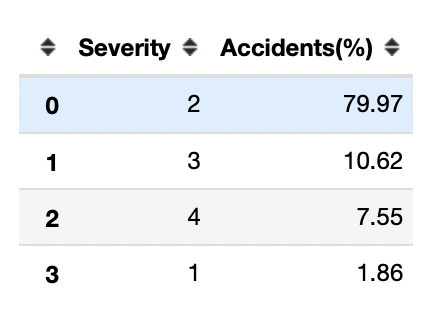 Severity Accidents(%)
0 2 79.97
1 3 10.62
2 4 7.55
3 1 1.86